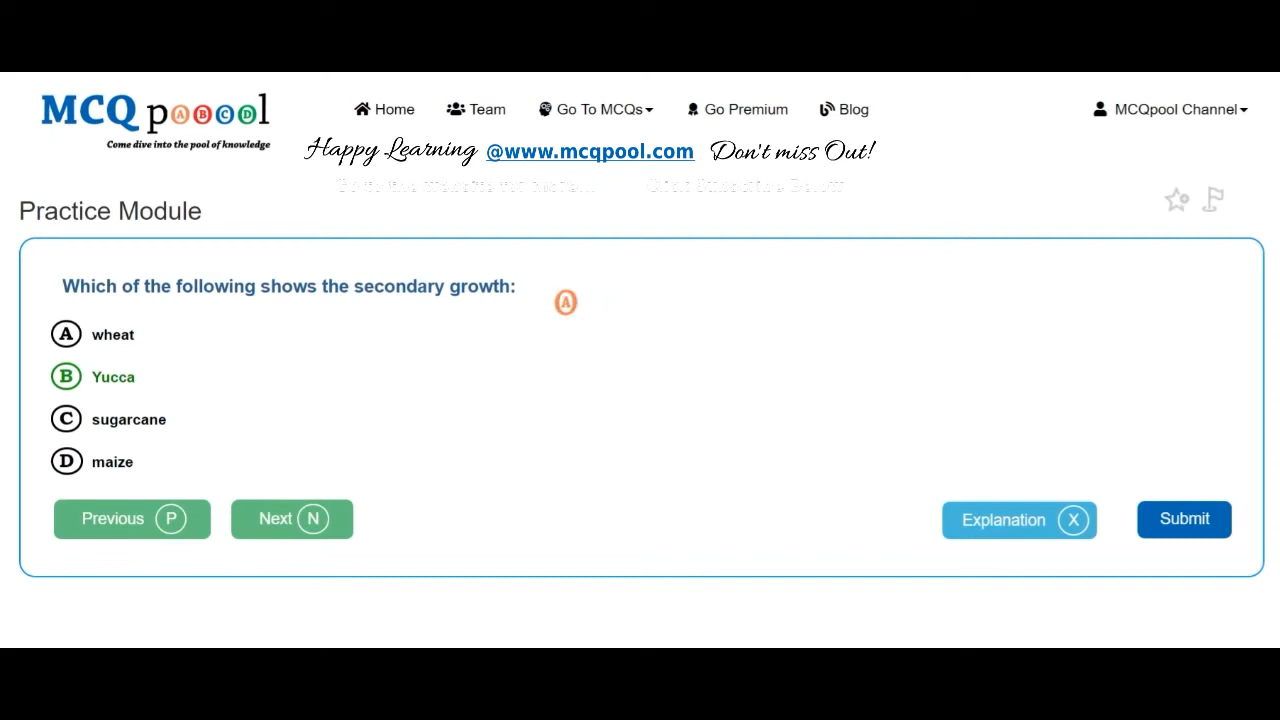 MCQ pooool
Come dive into the pool of knowledge
Home Team Go To MCQs Go Premium Blog MCQpool Channel
Happy Learning @www.mcqpool.com Don't miss Out!
Practice Module
Which of the following shows the secondary growth:
A
A wheat
B Yucca
C sugarcane
D maize
Previous P Next N Explanation X Submit